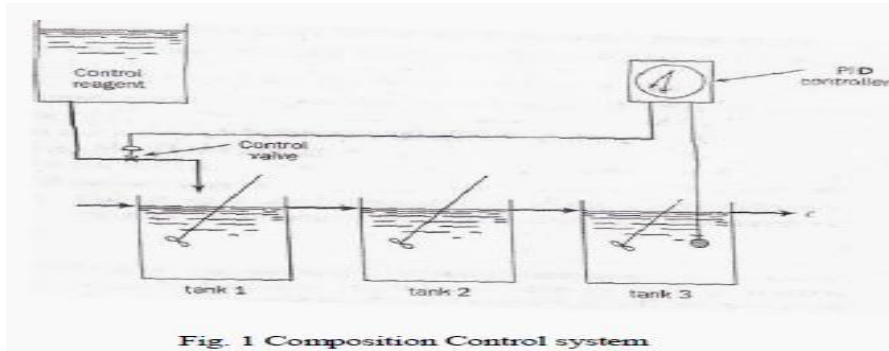 Control
reagent
PID
controller
Control
valve
c
tank 1
tank 2
tank 3
Fig. 1 Composition Control system